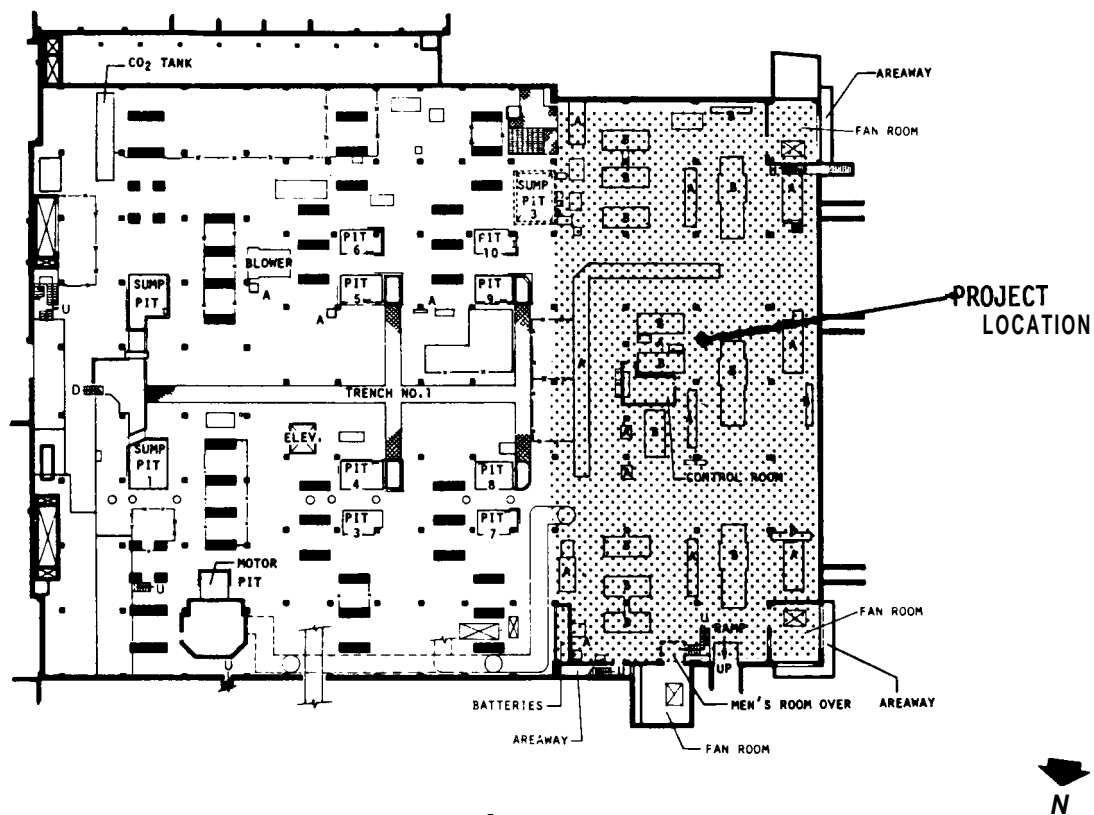 CO2 TANK
AREAWAY
FAN ROOM
A
B
B
B
A
B
A
B
SUMP
PIT
3
PIT
6
FIT
10
BLOWER
A
SUMP
PIT
U
PIT
5
A
A
PIT
9
PROJECT
LOCATION
B
A
B
A
B
A
D
TRENCH NO.1
A
B
A
A
ELEV.
SUMP
PIT
1
PIT
4
PIT
8
CONTROL ROOM
PIT
3
PIT
7
MOTOR
PIT
U
A
B
B
B
A
B
A
FAN ROOM
U
RAMP
UP
A
U
U
BATTERIES
MEN'S ROOM OVER
AREAWAY
AREAWAY
FAN ROOM
N